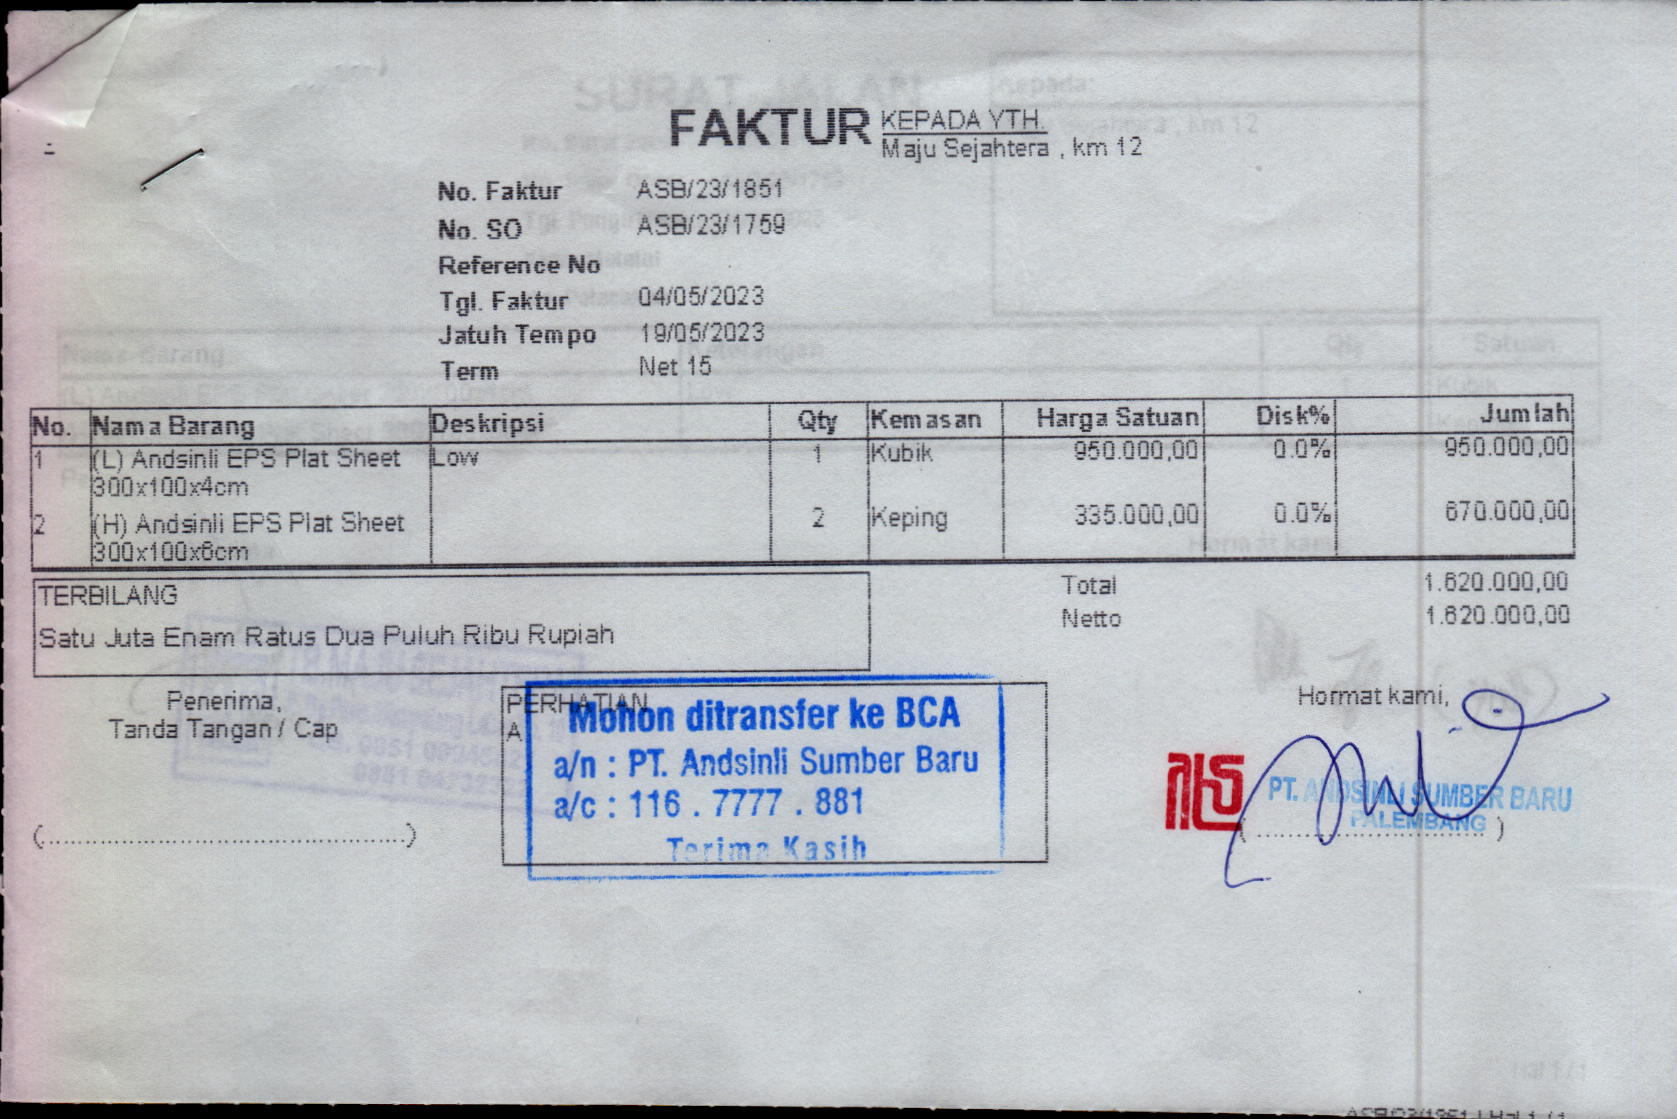 FAKTUR
KEPADA YTH.
Maju Sejahtera , km 12
No. Faktur ASB/23/1851
No. SO ASB/23/1759
Reference No
Tgl. Faktur 04/05/2023
Jatuh Tempo 19/05/2023
Term Net 15
No. Nama Barang Deskripsi Qty Kemasan Harga Satuan Disk% Jumlah
1 (L) Andsinli EPS Plat Sheet Low 1 Kubik 950.000,00 0.0% 950.000,00
300x100x4cm
2 (H) Andsinli EPS Plat Sheet 2 Keping 335.000,00 0.0% 670.000,00
300x100x6cm
TERBILANG
Satu Juta Enam Ratus Dua Puluh Ribu Rupiah
Total 1.620.000,00
Netto 1.620.000,00
Penerima,
Tanda Tangan / Cap
(..............................................)
PERHATIAN
A
Mohon ditransfer ke BCA
a/n : PT. Andsinli Sumber Baru
a/c : 116 . 7777 . 881
Terima Kasih
Hormat kami,
PT. ANDSINLI SUMBER BARU
PALEMBANG
(..............................)